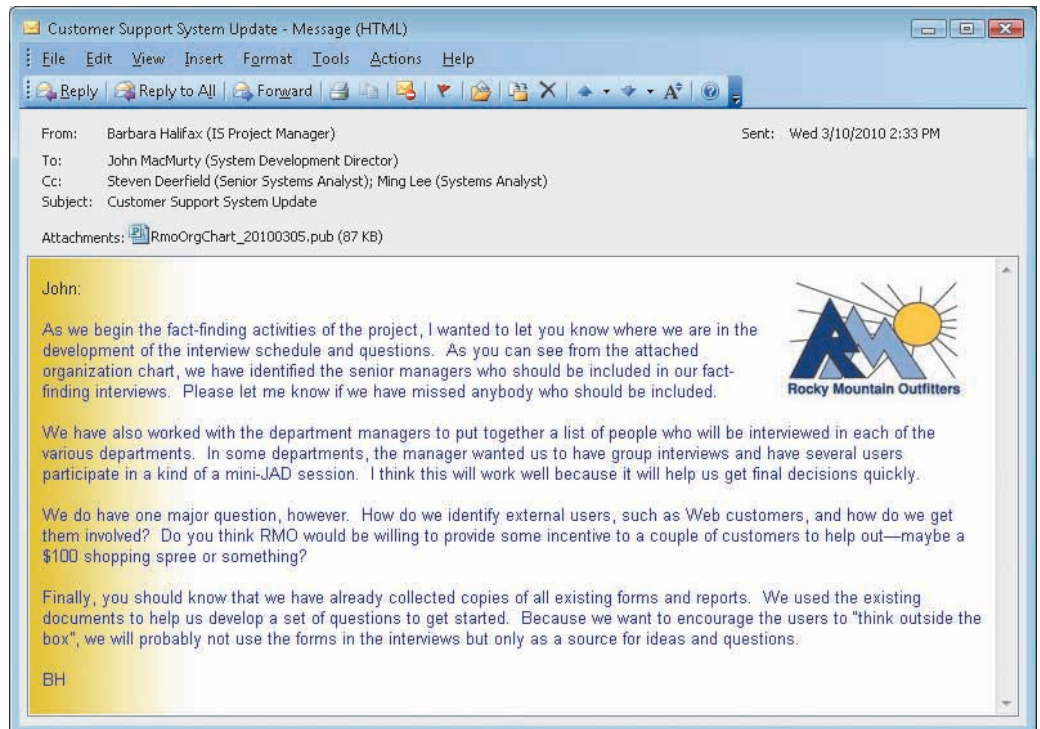 Customer Support System Update - Message (HTML)
File Edit View Insert Format Tools Actions Help
Reply Reply to All Forward
From: Barbara Halifax (IS Project Manager) Sent: Wed 3/10/2010 2:33 PM
To: John MacMurty (System Development Director)
Cc: Steven Deerfield (Senior Systems Analyst); Ming Lee (Systems Analyst)
Subject: Customer Support System Update
Attachments: RmoOrgChart_20100305.pub (87 KB)
John:
As we begin the fact-finding activities of the project, I wanted to let you know where we are in the
development of the interview schedule and questions. As you can see from the attached
organization chart, we have identified the senior managers who should be included in our fact-
finding interviews. Please let me know if we have missed anybody who should be included.
RM
Rocky Mountain Outfitters
We have also worked with the department managers to put together a list of people who will be interviewed in each of the
various departments. In some departments, the manager wanted us to have group interviews and have several users
participate in a kind of a mini-JAD session. I think this will work well because it will help us get final decisions quickly.
We do have one major question, however. How do we identify external users, such as Web customers, and how do we get
them involved? Do you think RMO would be willing to provide some incentive to a couple of customers to help out—maybe a
$100 shopping spree or something?
Finally, you should know that we have already collected copies of all existing forms and reports. We used the existing
documents to help us develop a set of questions to get started. Because we want to encourage the users to "think outside the
box", we will probably not use the forms in the interviews but only as a source for ideas and questions.
BH